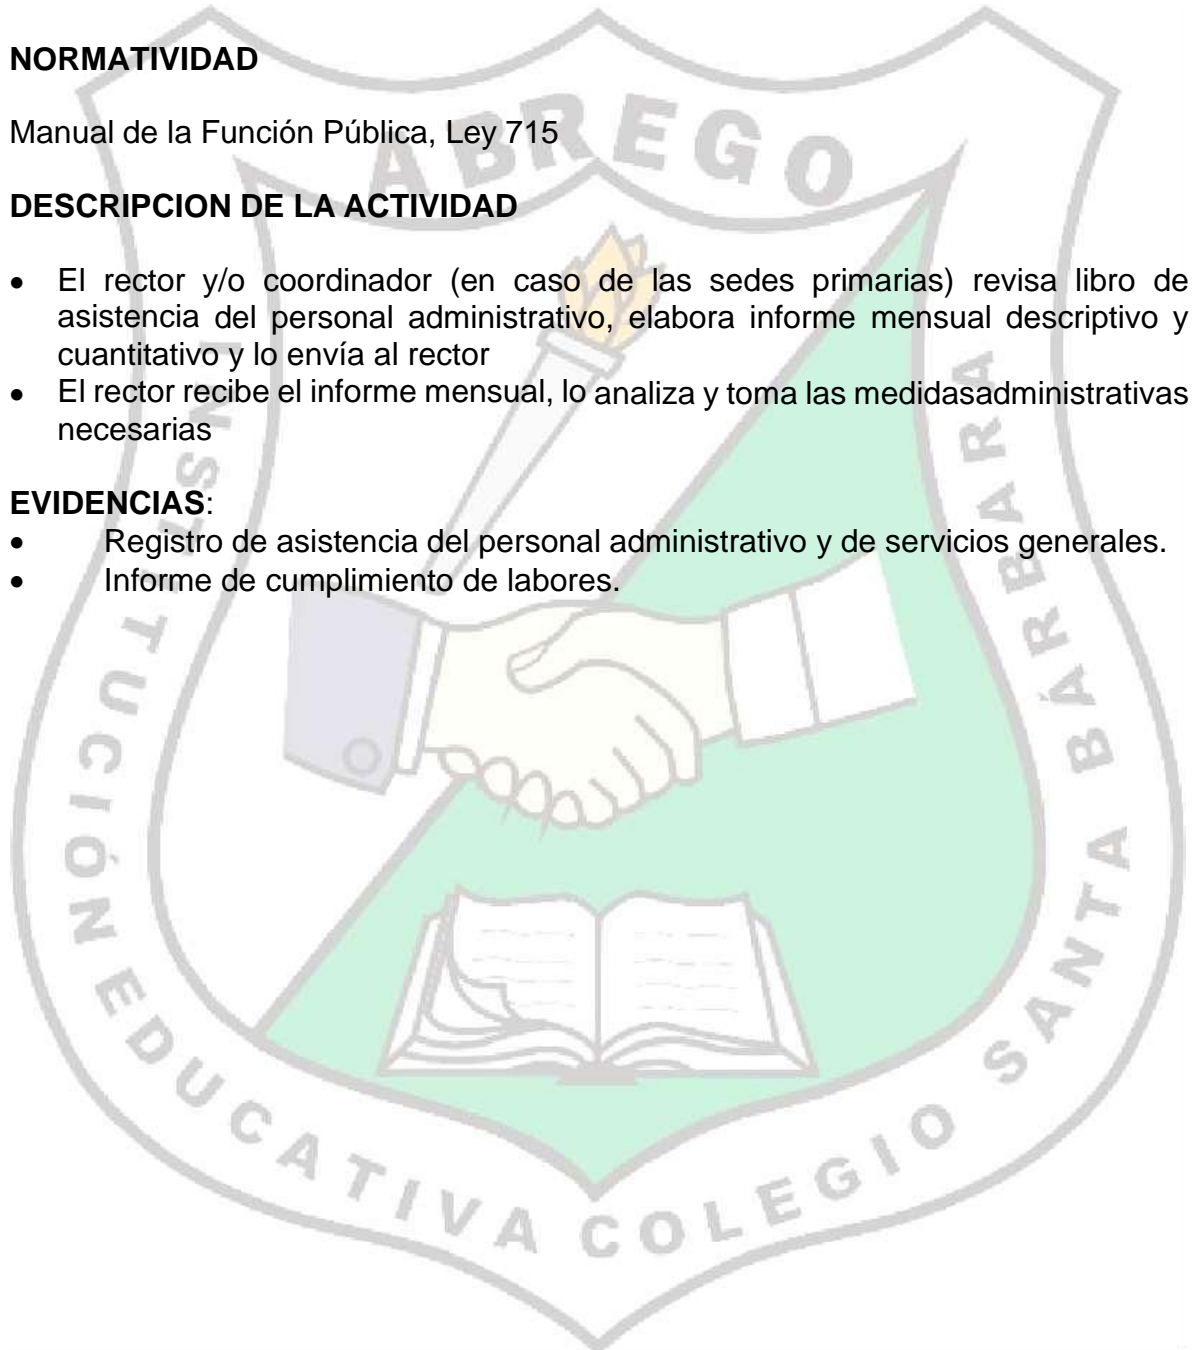 NORMATIVIDAD
Manual de la Función Pública, Ley 715
DESCRIPCION DE LA ACTIVIDAD
• El rector y/o coordinador (en caso de las sedes primarias) revisa libro de
asistencia del personal administrativo, elabora informe mensual descriptivo y
cuantitativo y lo envía al rector
• El rector recibe el informe mensual, lo analiza y toma las medidasadministrativas
necesarias
EVIDENCIAS:
• Registro de asistencia del personal administrativo y de servicios generales.
• Informe de cumplimiento de labores.
ABREGO
INSTITUCIÓN EDUCATIVA COLEGIO SANTA BÁRBARA